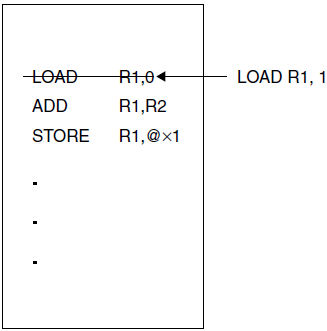 LOAD R1,0 LOAD R1, 1
ADD R1,R2
STORE R1,@×1
.
.
.